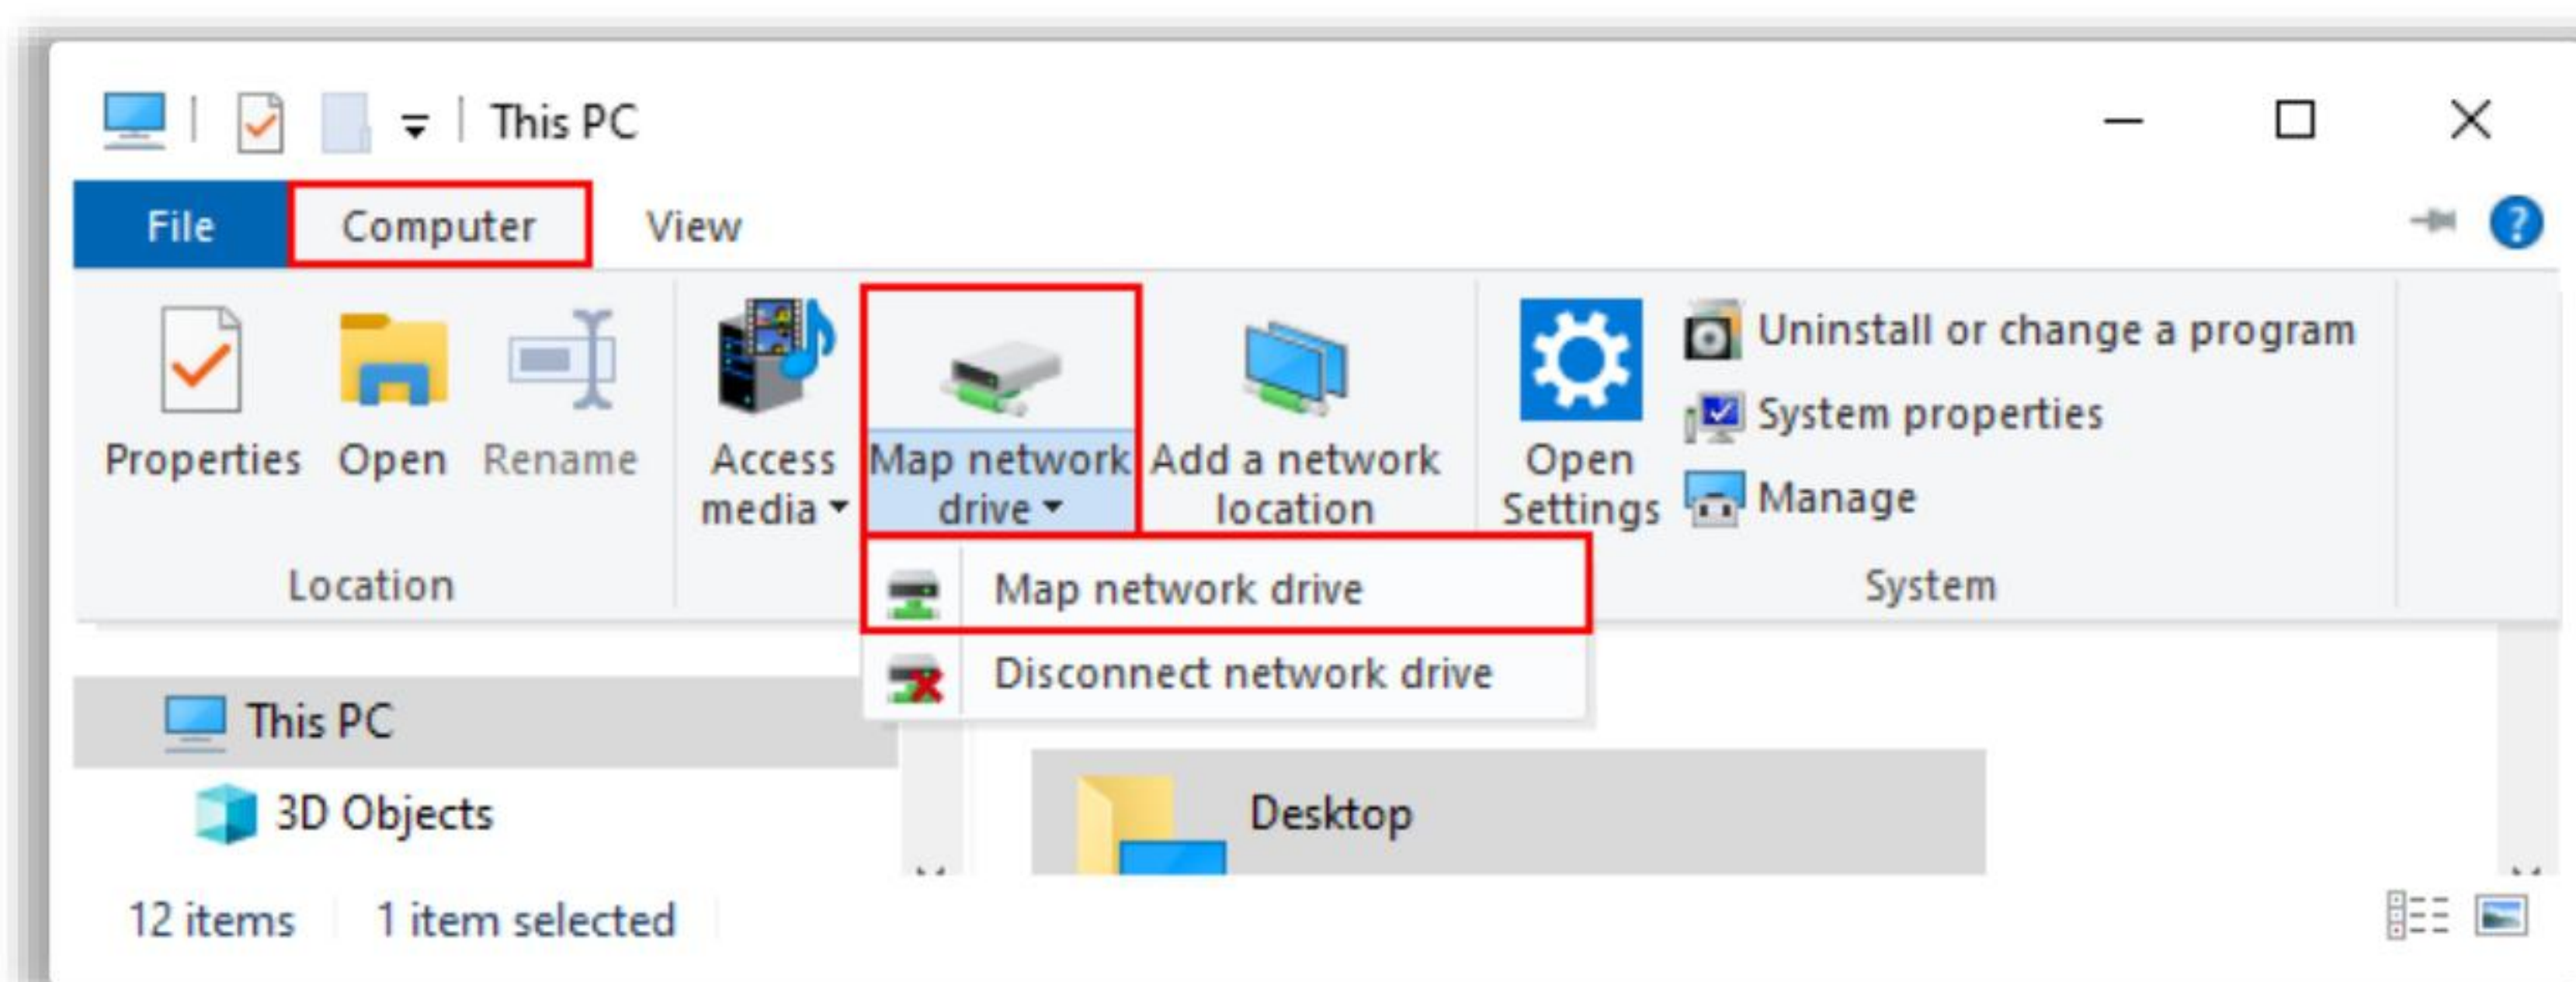 This PC
File
Computer
View
?
Properties
Open
Rename
Access
media
Map network
drive
Add a network
location
Open
Settings
Uninstall or change a program
System properties
Manage
Location
System
Map network drive
Disconnect network drive
This PC
3D Objects
Desktop
12 items
1 item selected